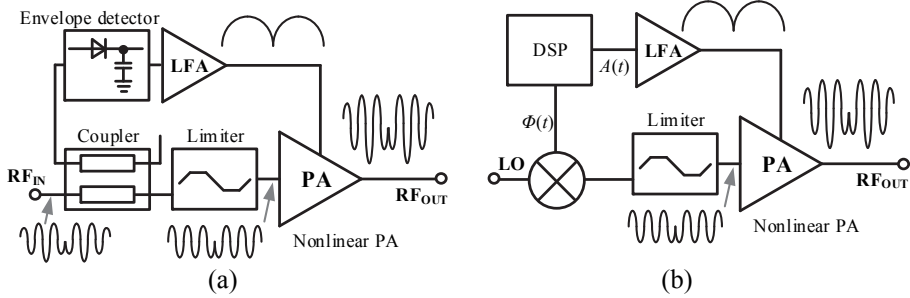 Envelope detector
LFA
Coupler
Limiter
RF_IN
PA
RF_OUT
Nonlinear PA
(a)
DSP
A(t)
LFA
Φ(t)
Limiter
LO
PA
RF_OUT
Nonlinear PA
(b)